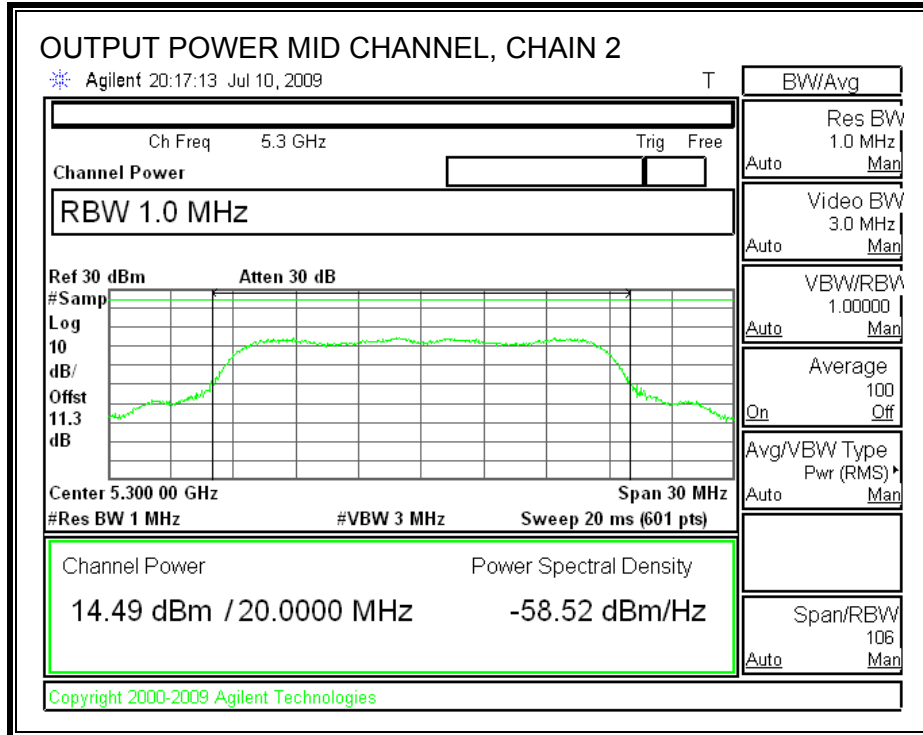 OUTPUT POWER MID CHANNEL, CHAIN 2
Agilent 20:17:13 Jul 10, 2009 T
Ch Freq 5.3 GHz Trig Free
Channel Power
RBW 1.0 MHz
Ref 30 dBm Atten 30 dB
#Samp
Log
10
dB/
Offst
11.3
dB
Center 5.300 00 GHz Span 30 MHz
#Res BW 1 MHz #VBW 3 MHz Sweep 20 ms (601 pts)
Channel Power Power Spectral Density
14.49 dBm / 20.0000 MHz -58.52 dBm/Hz
Copyright 2000-2009 Agilent Technologies
BW/Avg
Res BW
1.0 MHz
Auto Man
Video BW
3.0 MHz
Auto Man
VBW/RBW
1.00000
Auto Man
Average
100
On Off
Avg/VBW Type
Pwr (RMS)
Auto Man
Span/RBW
106
Auto Man